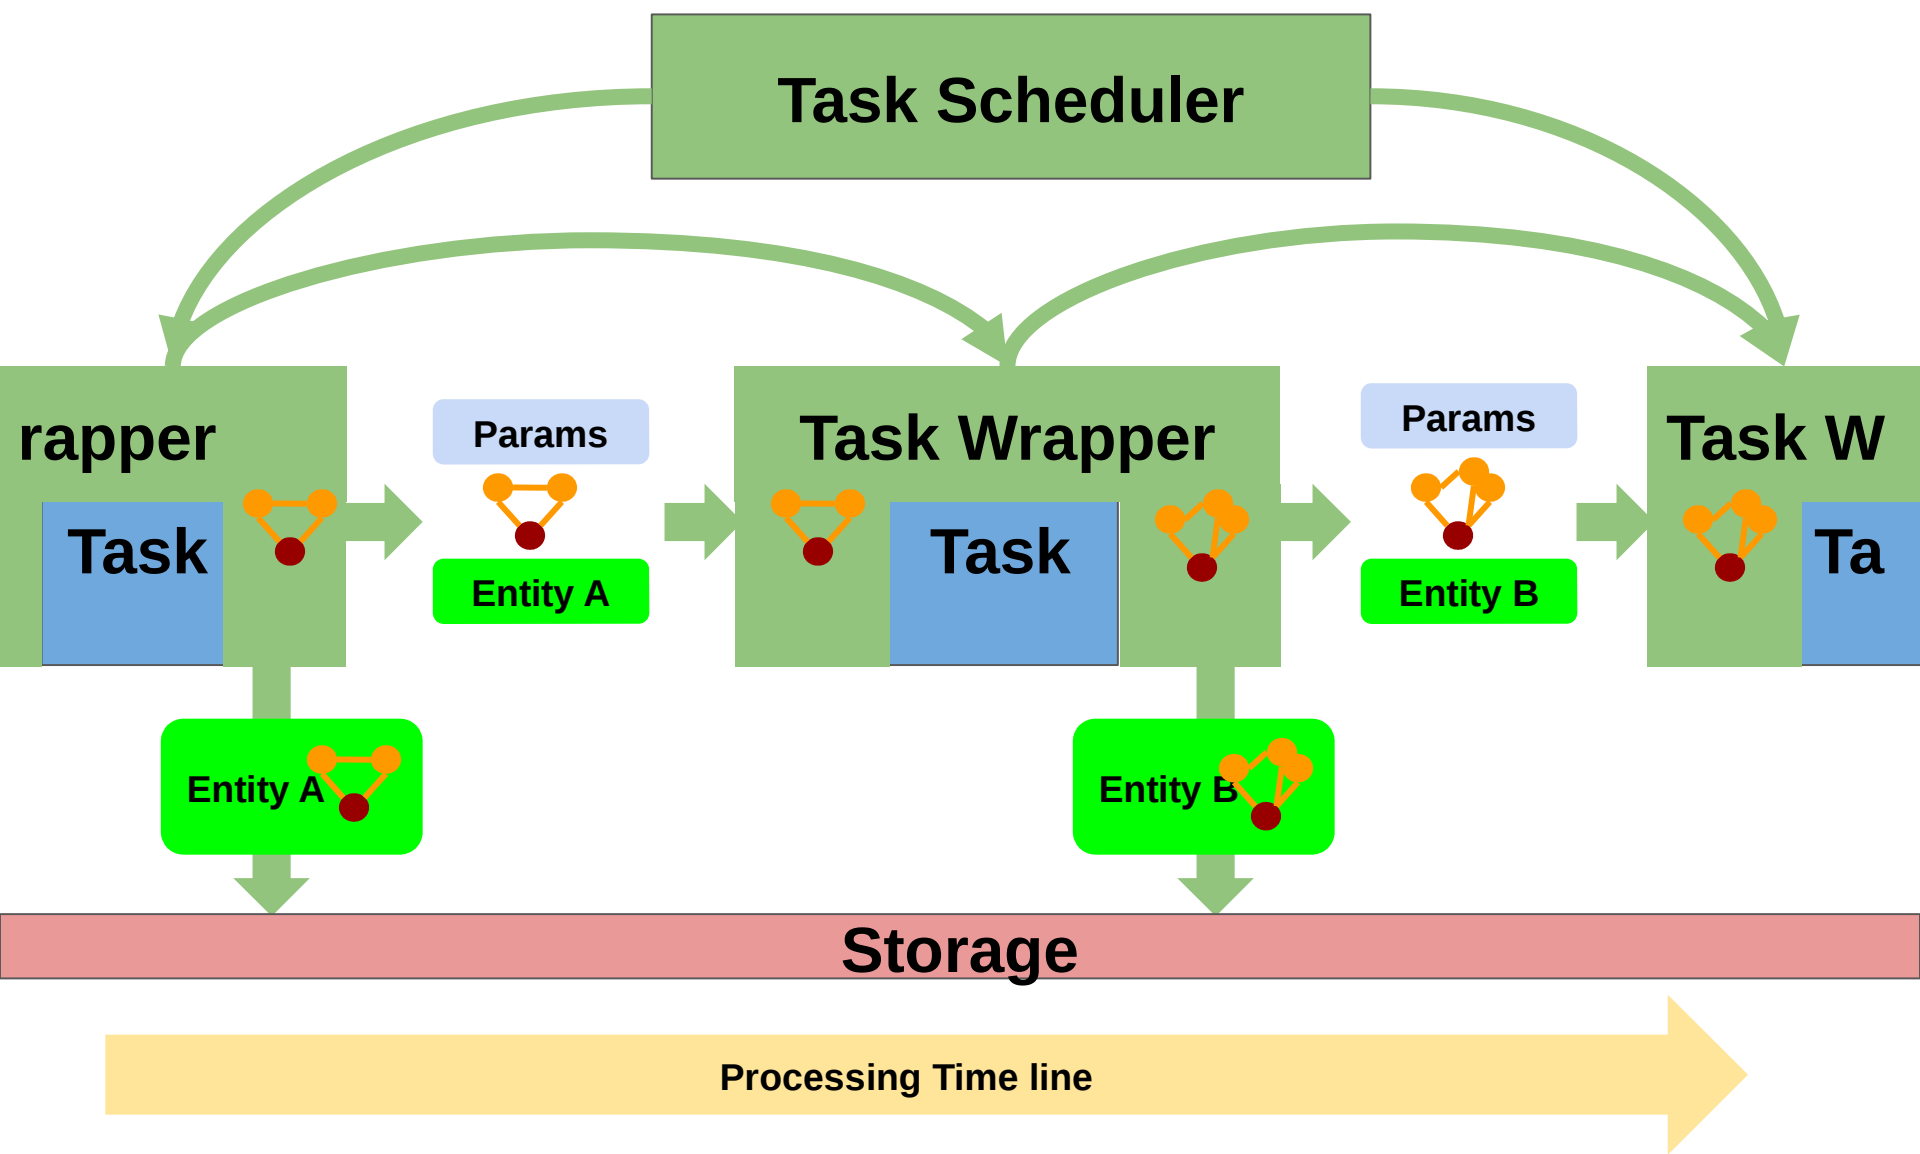 Task Scheduler
rapper
Task Wrapper
Task W
Params
Params
Task
Task
Ta
Entity A
Entity B
Entity A
Entity B
Storage
Processing Time line